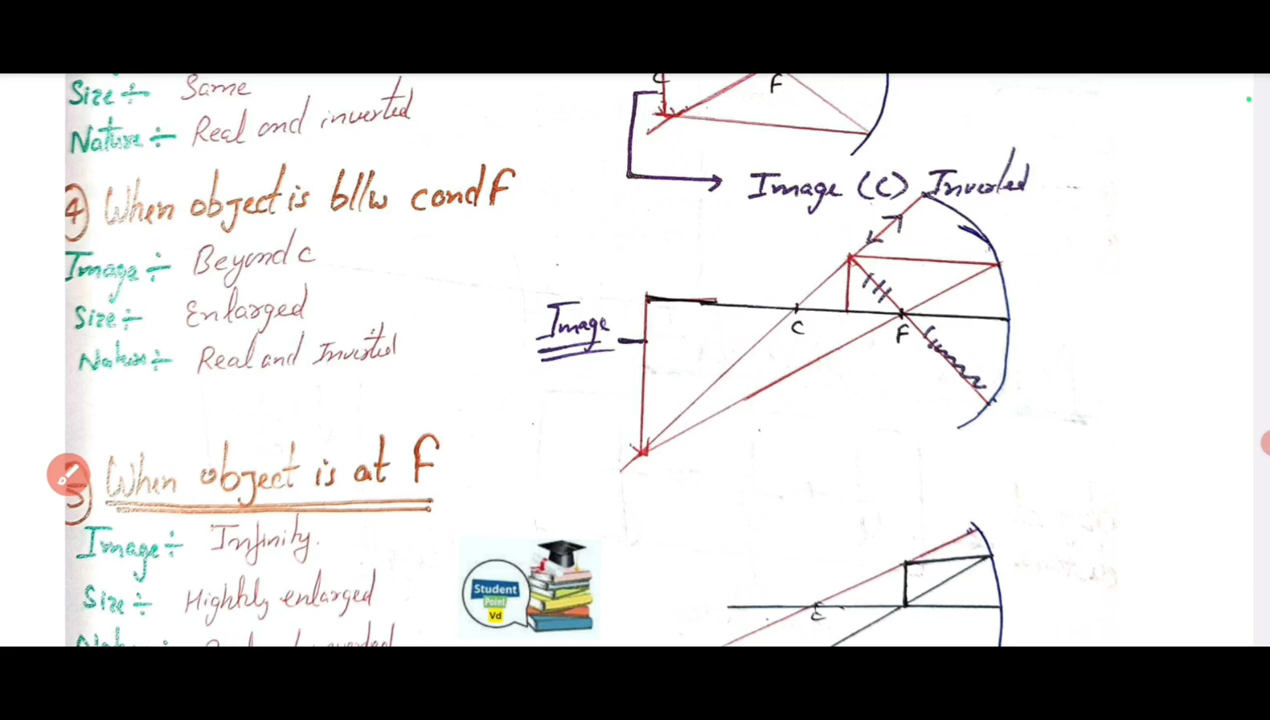 Size ÷ Same
Nature ÷ Real and inverted
F
Image (C) Inverted
4) When object is b/w C and F
Image ÷ Beyond c
Size ÷ Enlarged
Nature ÷ Real and Inverted
Image
C
F
5) When object is at F
Image ÷ Infinity.
Size ÷ Highly enlarged
C
Student
Point
Vd